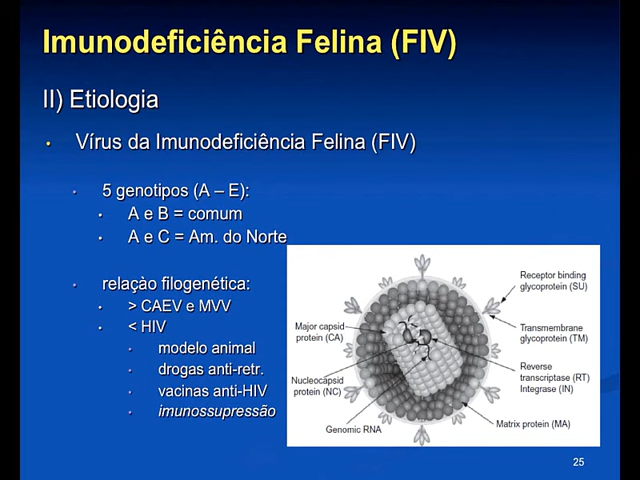 Imunodeficiência Felina (FIV)
II) Etiologia
• Vírus da Imunodeficiência Felina (FIV)
• 5 genotipos (A – E):
• A e B = comum
• A e C = Am. do Norte
• relaçào filogenética:
• > CAEV e MVV
• < HIV
• modelo animal
• drogas anti-retr.
• vacinas anti-HIV
• imunossupressão
Receptor binding
glycoprotein (SU)
Major capsid
protein (CA)
Transmembrane
glycoprotein (TM)
Reverse
transcriptase (RT)
Integrase (IN)
Nucleocapsid
protein (NC)
Genomic RNA
Matrix protein (MA)
25